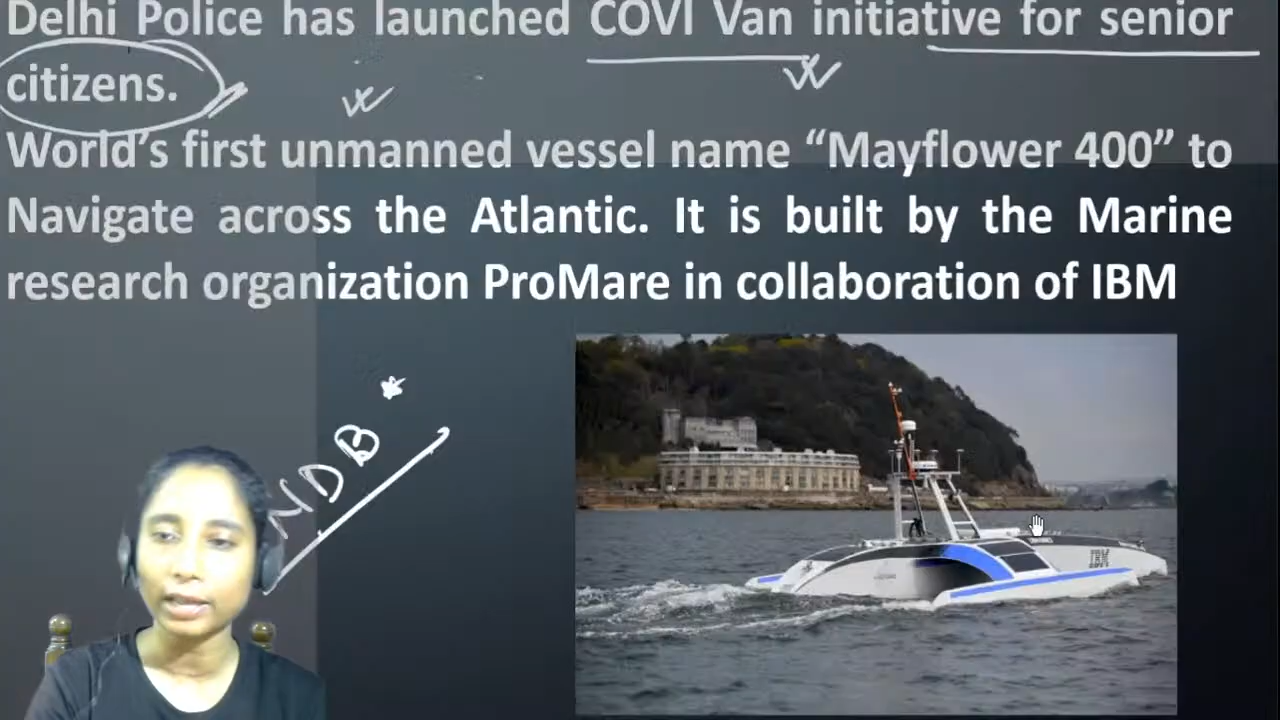 Delhi Police has launched COVI Van initiative for senior
citizens.
World’s first unmanned vessel name “Mayflower 400” to
Navigate across the Atlantic. It is built by the Marine
research organization ProMare in collaboration of IBM
NDB
IBM